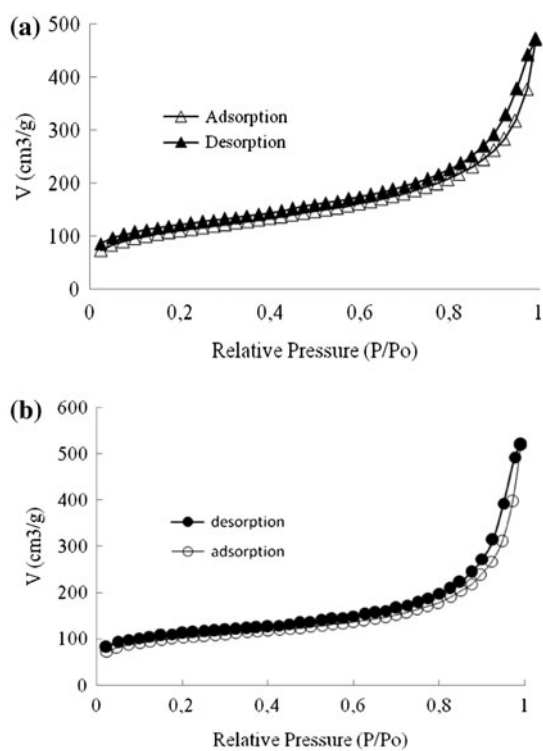 (a)
500
400
300
200
100
0
V (cm3/g)
Adsorption
Desorption
0 0,2 0,4 0,6 0,8 1
Relative Pressure (P/Po)
(b)
600
500
400
300
200
100
0
V (cm3/g)
desorption
adsorption
0 0,2 0,4 0,6 0,8 1
Relative Pressure (P/Po)